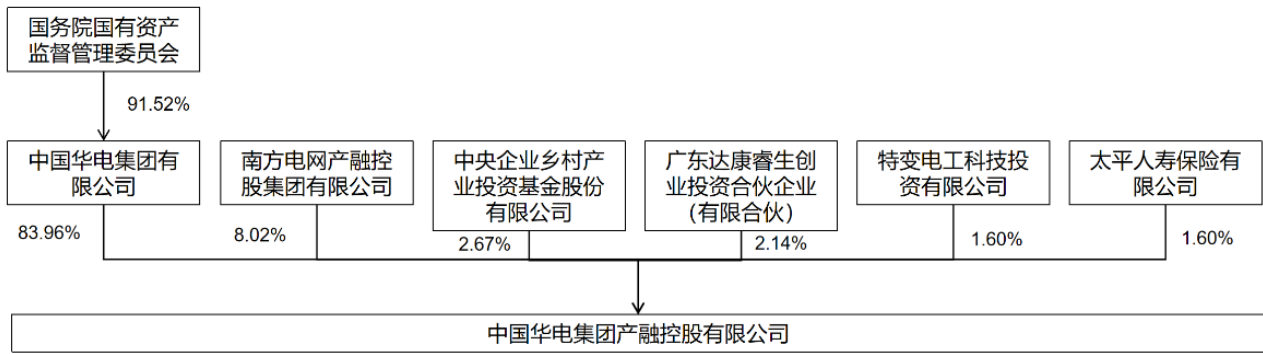 国务院国有资产
监督管理委员会
91.52%
中国华电集团有
限公司
南方电网产融控
股集团有限公司
中央企业乡村产
业投资基金股份
有限公司
广东达康睿生创
业投资合伙企业
（有限合伙）
特变电工科技投
资有限公司
太平人寿保险有
限公司
83.96%
8.02%
2.67%
2.14%
1.60%
1.60%
中国华电集团产融控股有限公司